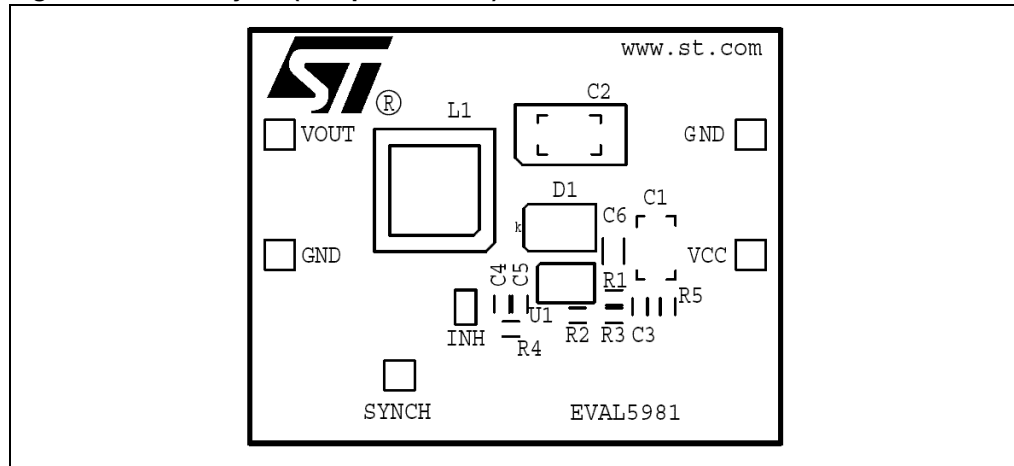 www.st.com
ST®
C2
L1
VOUT
GND
D1
C1
C6
k
GND
VCC
C4
C5
R1
R5
U1
INH
R4
R2
R3
C3
SYNCH
EVAL5981